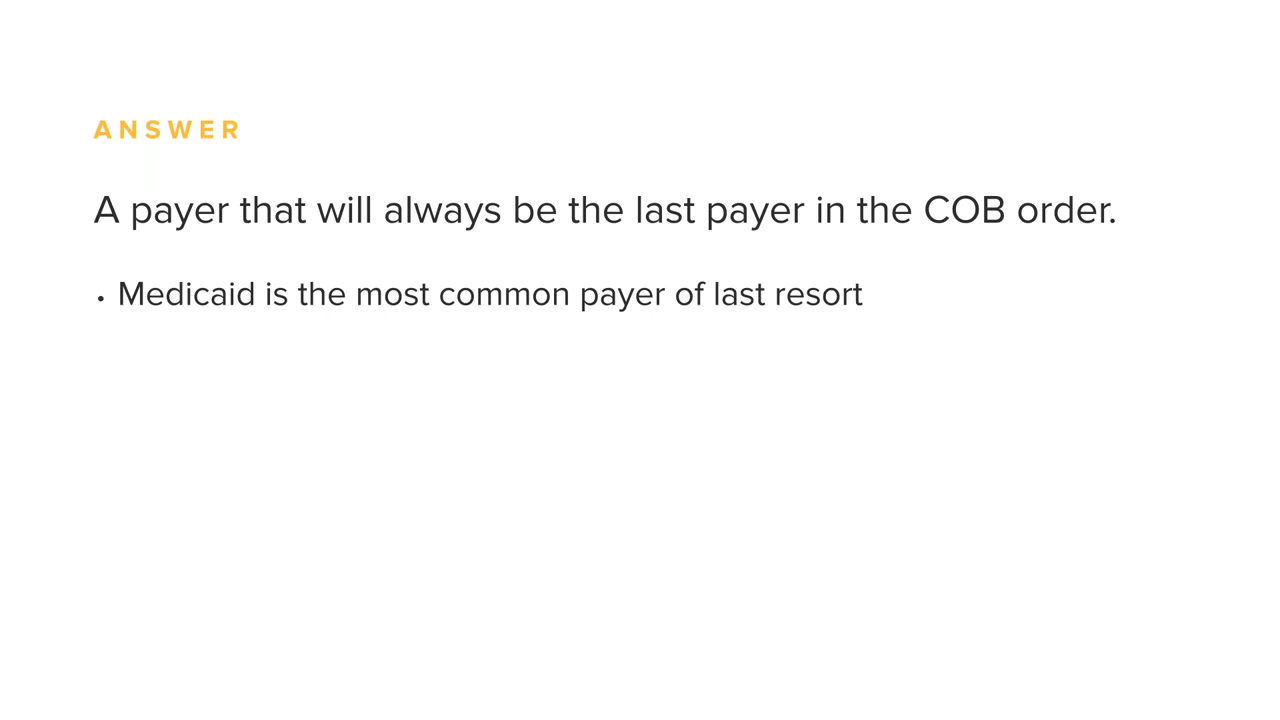 ANSWER
A payer that will always be the last payer in the COB order.
• Medicaid is the most common payer of last resort